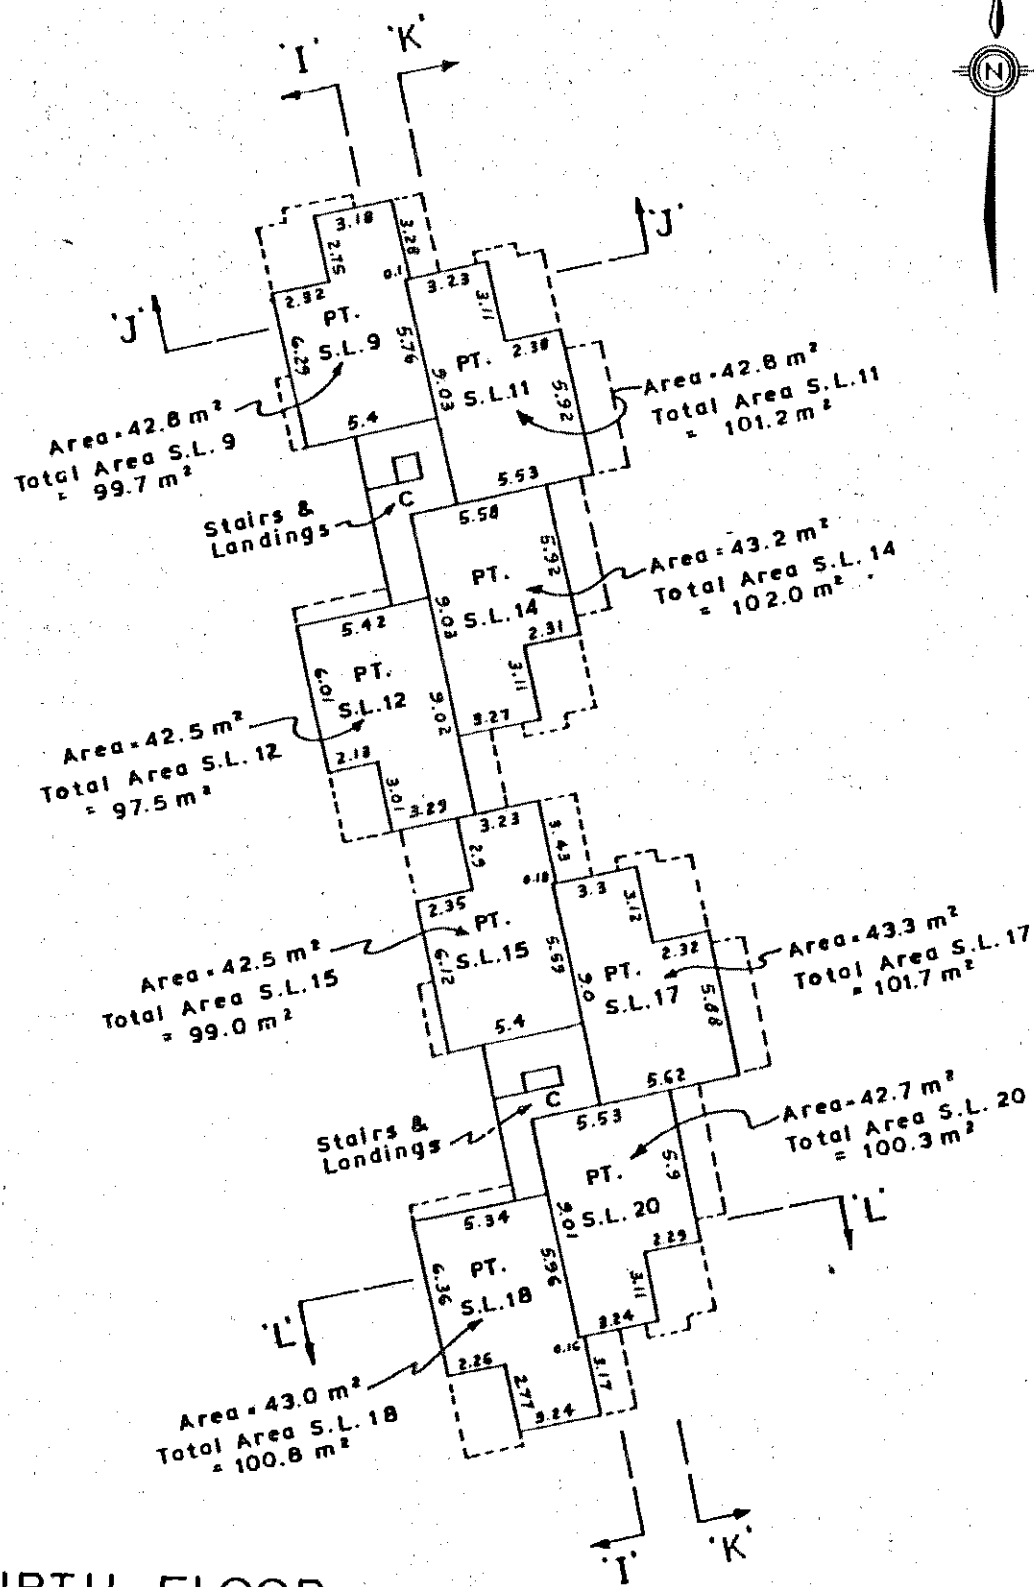 'I'
'K'
N
'J'
'J'
3.18
3.28
2.75
0.1
2.32
PT.
S.L.9
6.29
5.76
5.4
3.23
3.11
2.38
PT.
S.L.11
9.03
5.92
5.53
Area = 42.8 m²
Total Area S.L. 9
= 99.7 m²
Area = 42.8 m²
Total Area S.L. 11
= 101.2 m²
Stairs &
Landings
C
5.58
5.92
PT.
S.L.14
9.03
2.31
3.11
3.27
Area = 43.2 m²
Total Area S.L. 14
= 102.0 m²
5.42
6.01
PT.
S.L.12
9.02
2.13
3.01
3.29
Area = 42.5 m²
Total Area S.L. 12
= 97.5 m²
3.23
3.43
2.9
0.18
2.35
PT.
S.L.15
6.12
5.59
5.4
Area = 42.5 m²
Total Area S.L. 15
= 99.0 m²
3.3
3.12
2.32
PT.
S.L.17
9.0
5.88
5.62
Area = 43.3 m²
Total Area S.L. 17
= 101.7 m²
Stairs &
Landings
C
5.53
5.9
PT.
S.L. 20
9.01
2.29
3.11
3.24
Area = 42.7 m²
Total Area S.L. 20
= 100.3 m²
'L'
'L'
5.34
6.36
PT.
S.L.18
5.96
0.16
2.26
2.77
3.17
3.24
Area = 43.0 m²
Total Area S.L. 18
= 100.8 m²
'I'
'K'
FLOOR